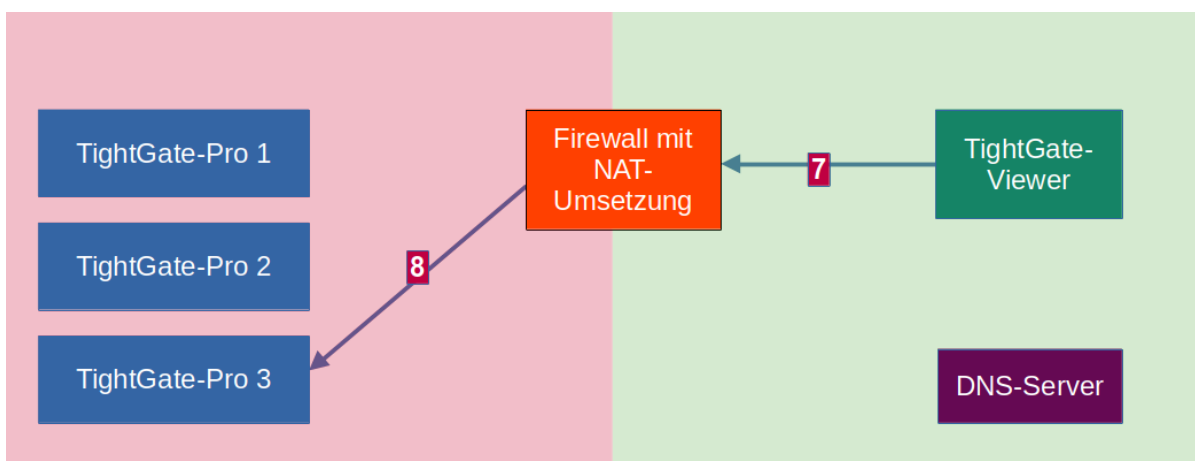 TightGate-Pro 1
TightGate-Pro 2
TightGate-Pro 3
8
Firewall mit
NAT-
Umsetzung
7
TightGate-
Viewer
DNS-Server